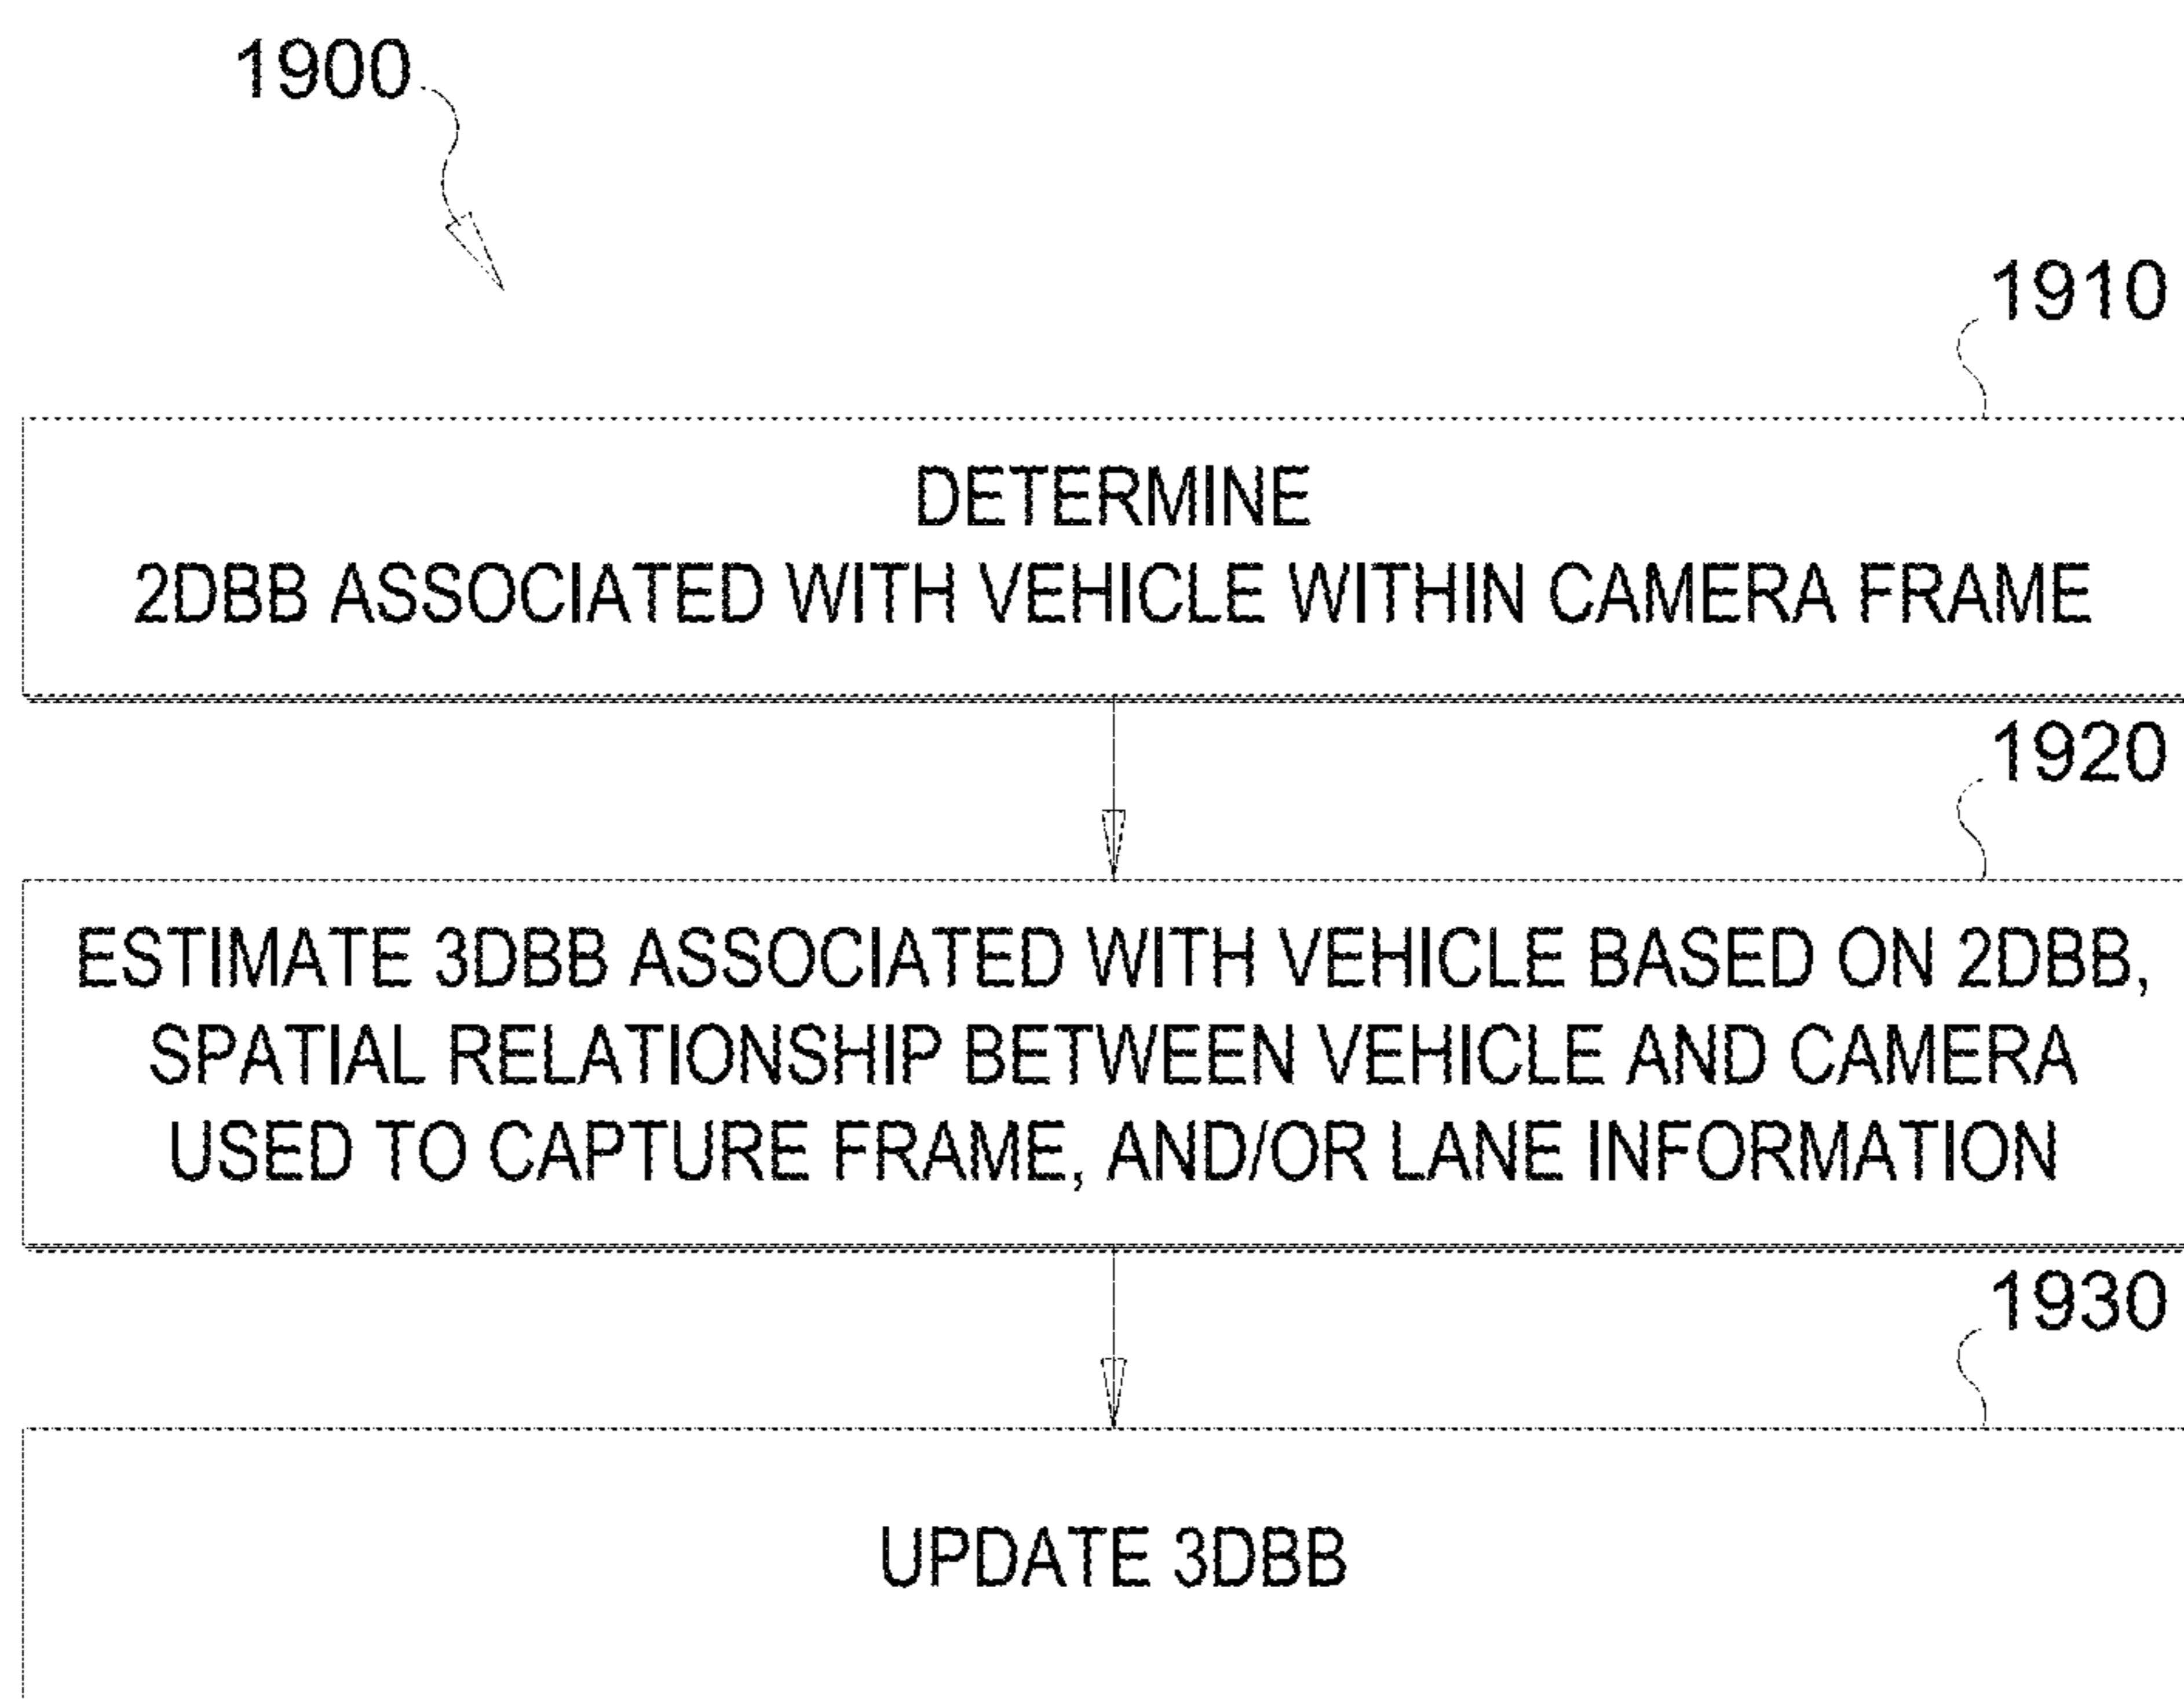 1900
1910
DETERMINE
2DBB ASSOCIATED WITH VEHICLE WITHIN CAMERA FRAME
1920
ESTIMATE 3DBB ASSOCIATED WITH VEHICLE BASED ON 2DBB,
SPATIAL RELATIONSHIP BETWEEN VEHICLE AND CAMERA
USED TO CAPTURE FRAME, AND/OR LANE INFORMATION
1930
UPDATE 3DBB